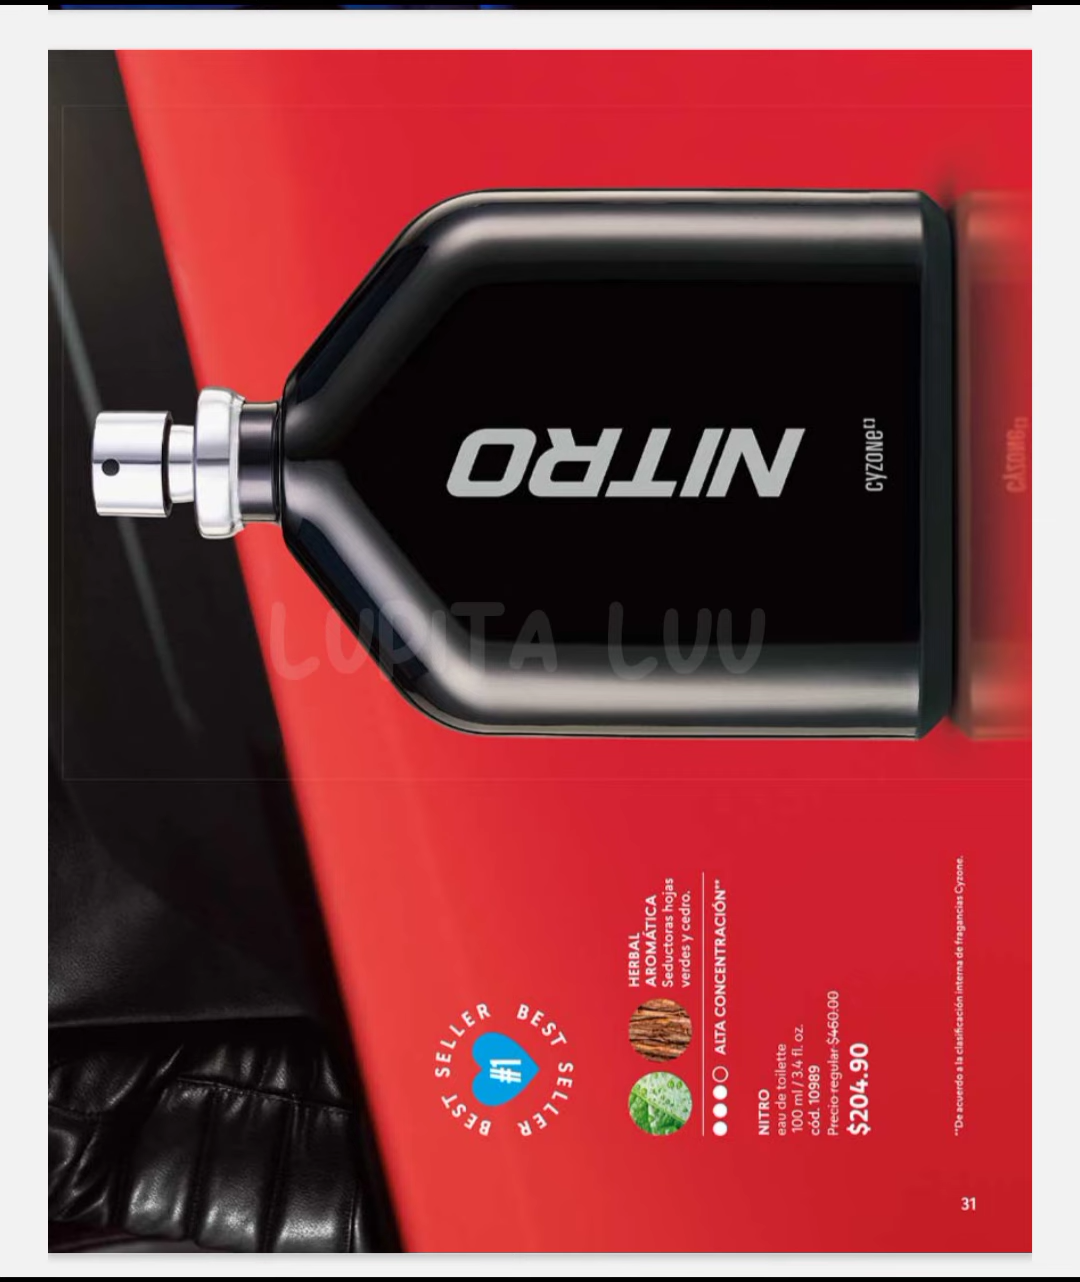 NITRO
cyzone
LUPITA LUU
BEST SELLER BEST SELLER
#1
HERBAL
AROMÁTICA
Seductoras hojas
verdes y cedro.
ALTA CONCENTRACIÓN**
NITRO
eau de toilette
100 ml / 3.4 fl. oz.
cód. 10989
Precio regular $460.00
$204.90
**De acuerdo a la clasificación interna de fragancias Cyzone.
31